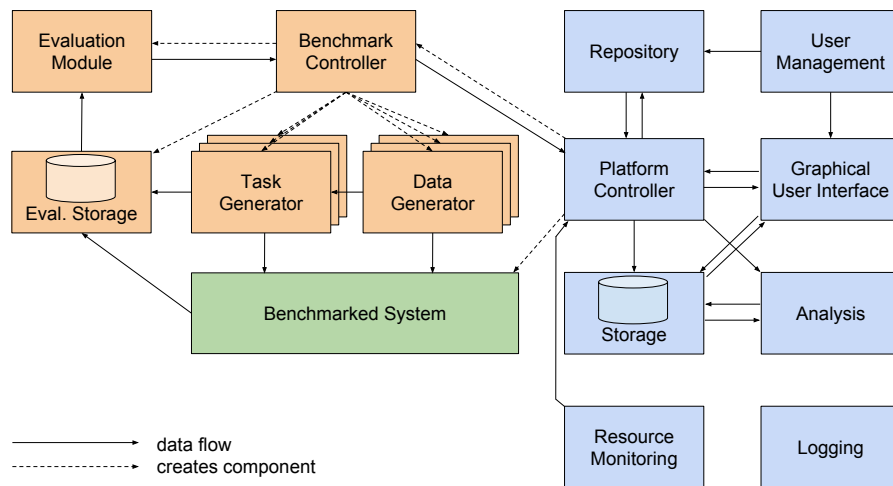 Evaluation
Module
Benchmark
Controller
Repository
User
Management
Eval. Storage
Task
Generator
Data
Generator
Platform
Controller
Graphical
User Interface
Benchmarked System
Storage
Analysis
Resource
Monitoring
Logging
data flow
creates component